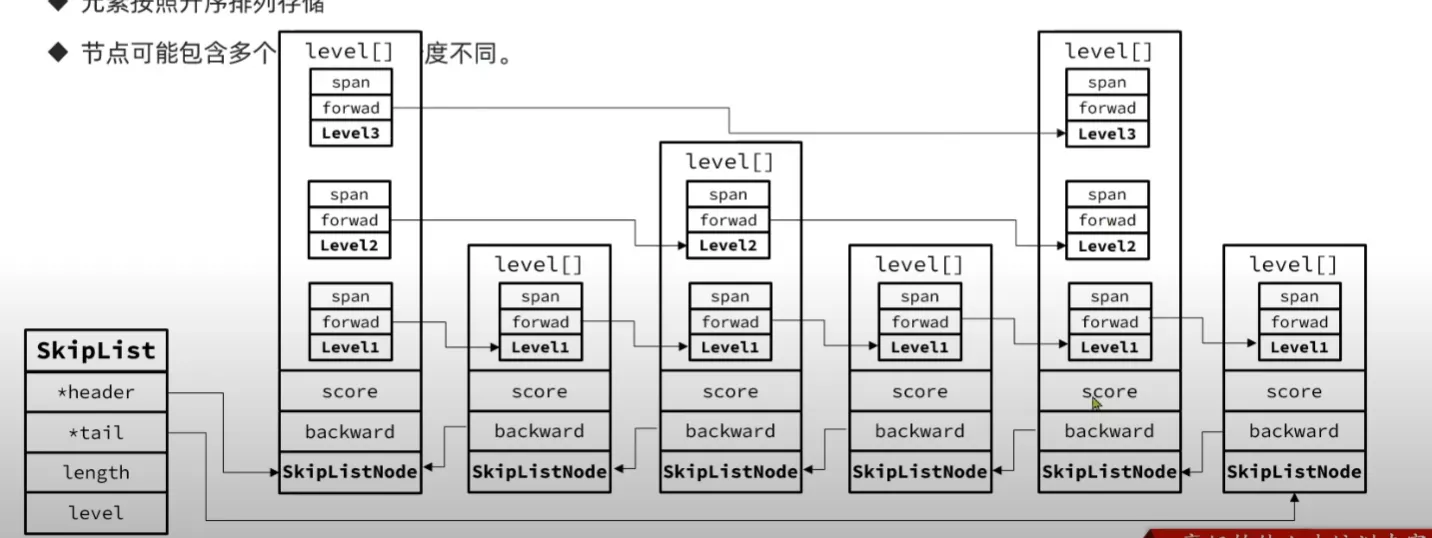 ◆ 元素按照升序排列存储
◆ 节点可能包含多个 度不同。
level[]
span
forwad
Level3
span
forwad
Level2
span
forwad
Level1
score
backward
SkipListNode
level[]
span
forwad
Level1
score
backward
SkipListNode
level[]
span
forwad
Level2
span
forwad
Level1
score
backward
SkipListNode
level[]
span
forwad
Level1
score
backward
SkipListNode
level[]
span
forwad
Level3
span
forwad
Level2
span
forwad
Level1
score
backward
SkipListNode
level[]
span
forwad
Level1
score
backward
SkipListNode
SkipList
*header
*tail
length
level